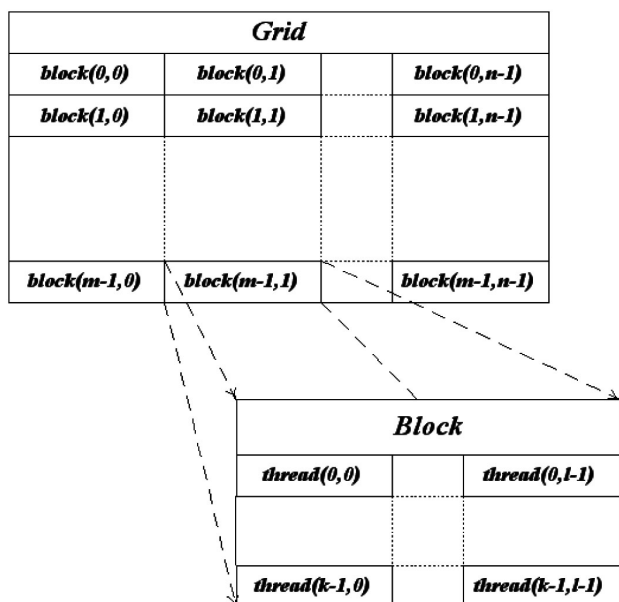 Grid
block(0,0) block(0,1) block(0,n-1)
block(1,0) block(1,1) block(1,n-1)
block(m-1,0) block(m-1,1) block(m-1,n-1)
Block
thread(0,0) thread(0,l-1)
thread(k-1,0) thread(k-1,l-1)